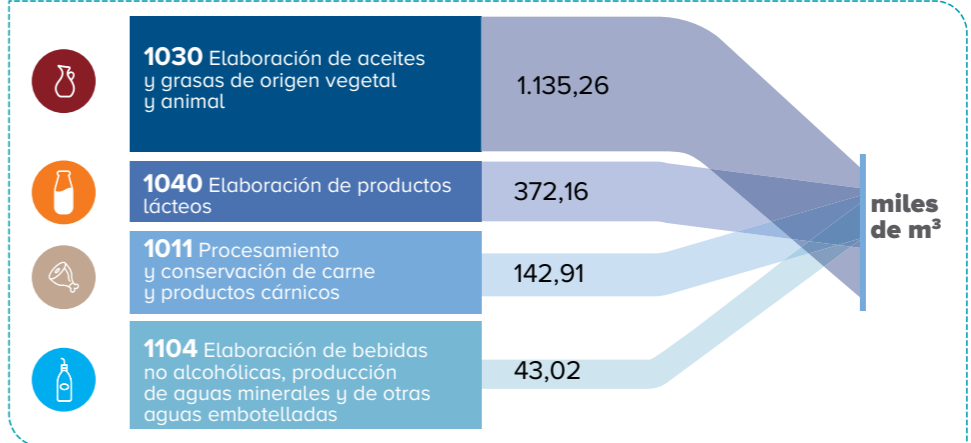 1030 Elaboración de aceites
y grasas de origen vegetal
y animal
1.135,26
1040 Elaboración de productos
lácteos
372,16
1011 Procesamiento
y conservación de carne
y productos cárnicos
142,91
1104 Elaboración de bebidas
no alcohólicas, producción
de aguas minerales y de otras
aguas embotelladas
43,02
miles
de m³